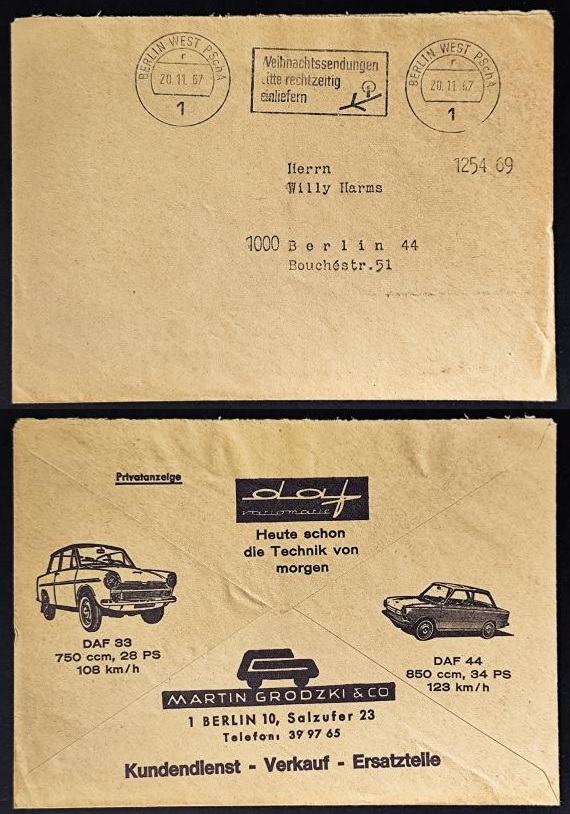 BERLIN WEST PSchA
r
20.11.67
1
Weihnachtssendungen
bitte rechtzeitig
einliefern
BERLIN WEST PSchA
r
20.11.67
1
Herrn
1254 69
Willy Harms
1000 Berlin 44
Bouchéstr.51
Privatanzeige
daf
variomatic
Heute schon
die Technik von
morgen
DAF 33
750 ccm, 28 PS
108 km/h
DAF 44
850 ccm, 34 PS
123 km/h
MARTIN GRODZKI & CO
1 BERLIN 10, Salzufer 23
Telefon: 39 97 65
Kundendienst - Verkauf - Ersatzteile